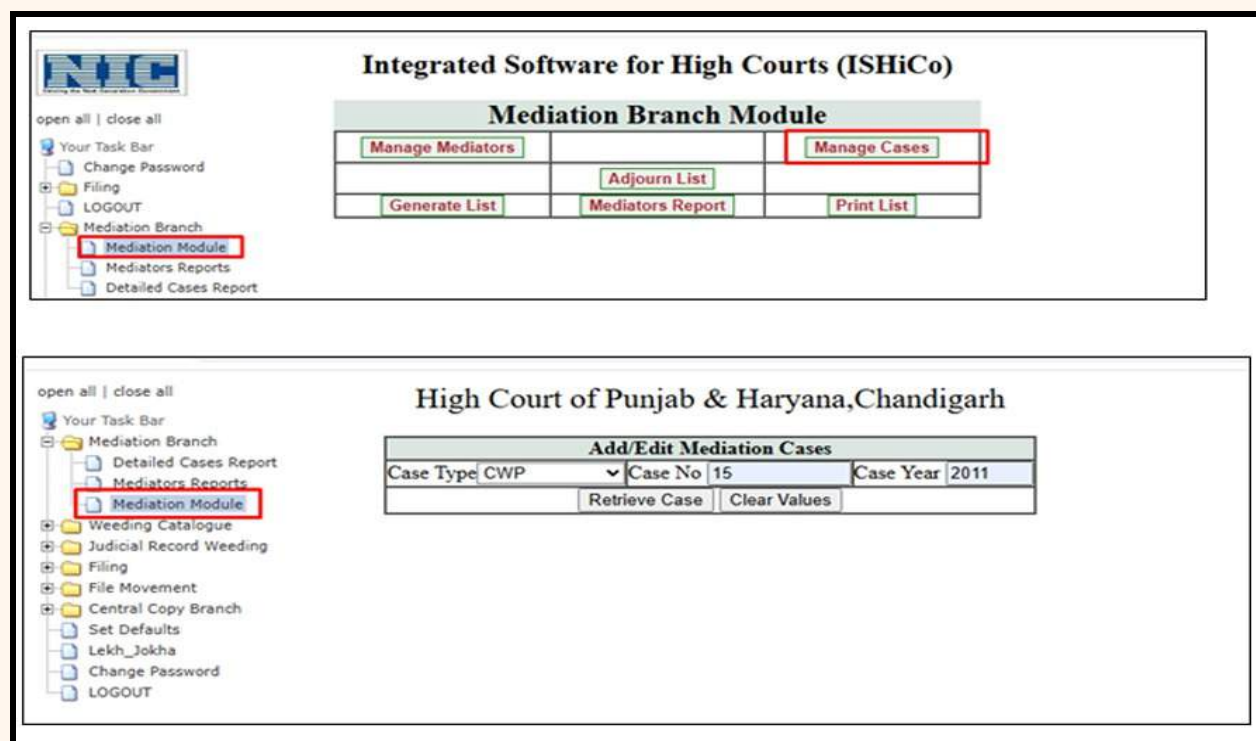 NIC
Integrated Software for High Courts (ISHiCo)
open all | close all
Your Task Bar
Change Password
Filing
LOGOUT
Mediation Branch
Mediation Module
Mediators Reports
Detailed Cases Report
Mediation Branch Module
Manage Mediators Manage Cases
Adjourn List
Generate List Mediators Report Print List
open all | close all
Your Task Bar
Mediation Branch
Detailed Cases Report
Mediators Reports
Mediation Module
Weeding Catalogue
Judicial Record Weeding
Filing
File Movement
Central Copy Branch
Set Defaults
Lekh_Jokha
Change Password
LOGOUT
High Court of Punjab & Haryana,Chandigarh
Add/Edit Mediation Cases
Case Type CWP Case No 15 Case Year 2011
Retrieve Case Clear Values